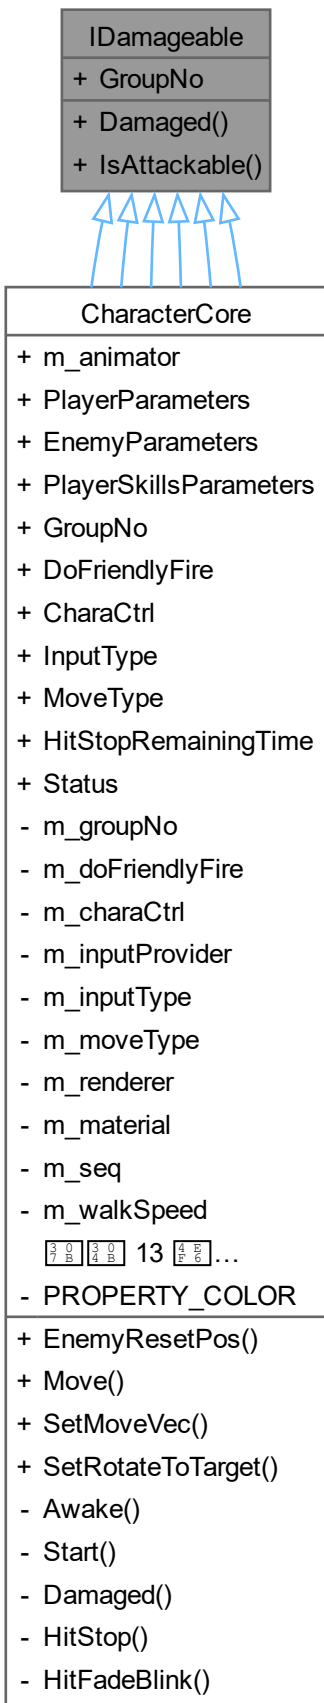 IDamageable
+ GroupNo
+ Damaged()
+ IsAttackable()
CharacterCore
+ m_animator
+ PlayerParameters
+ EnemyParameters
+ PlayerSkillsParameters
+ GroupNo
+ DoFriendlyFire
+ CharaCtrl
+ InputType
+ MoveType
+ HitStopRemainingTime
+ Status
- m_groupNo
- m_doFriendlyFire
- m_charaCtrl
- m_inputProvider
- m_inputType
- m_moveType
- m_renderer
- m_material
- m_seq
- m_walkSpeed
13 ...
- PROPERTY_COLOR
+ EnemyResetPos()
+ Move()
+ SetMoveVec()
+ SetRotateToTarget()
- Awake()
- Start()
- Damaged()
- HitStop()
- HitFadeBlink()